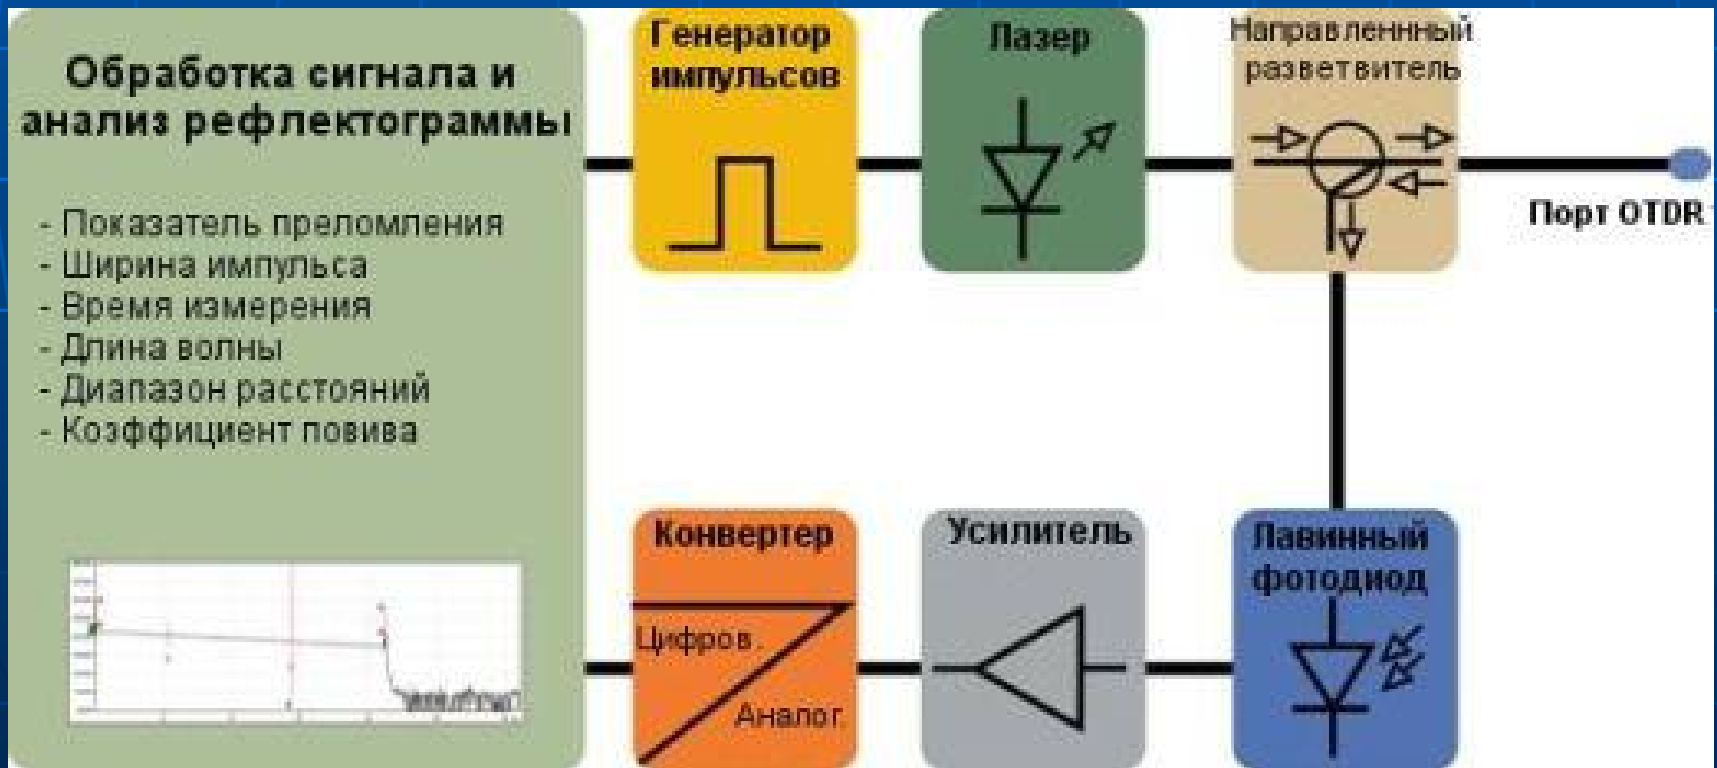 Обработка сигнала и
анализ рефлектограммы
- Показатель преломления
- Ширина импульса
- Время измерения
- Длина волны
- Диапазон расстояний
- Коэффициент повива
Генератор
импульсов
Лазер
Направленнный
разветвитель
Порт OTDR
Конвертер
Цифров.
Аналог.
Усилитель
Лавинный
фотодиод